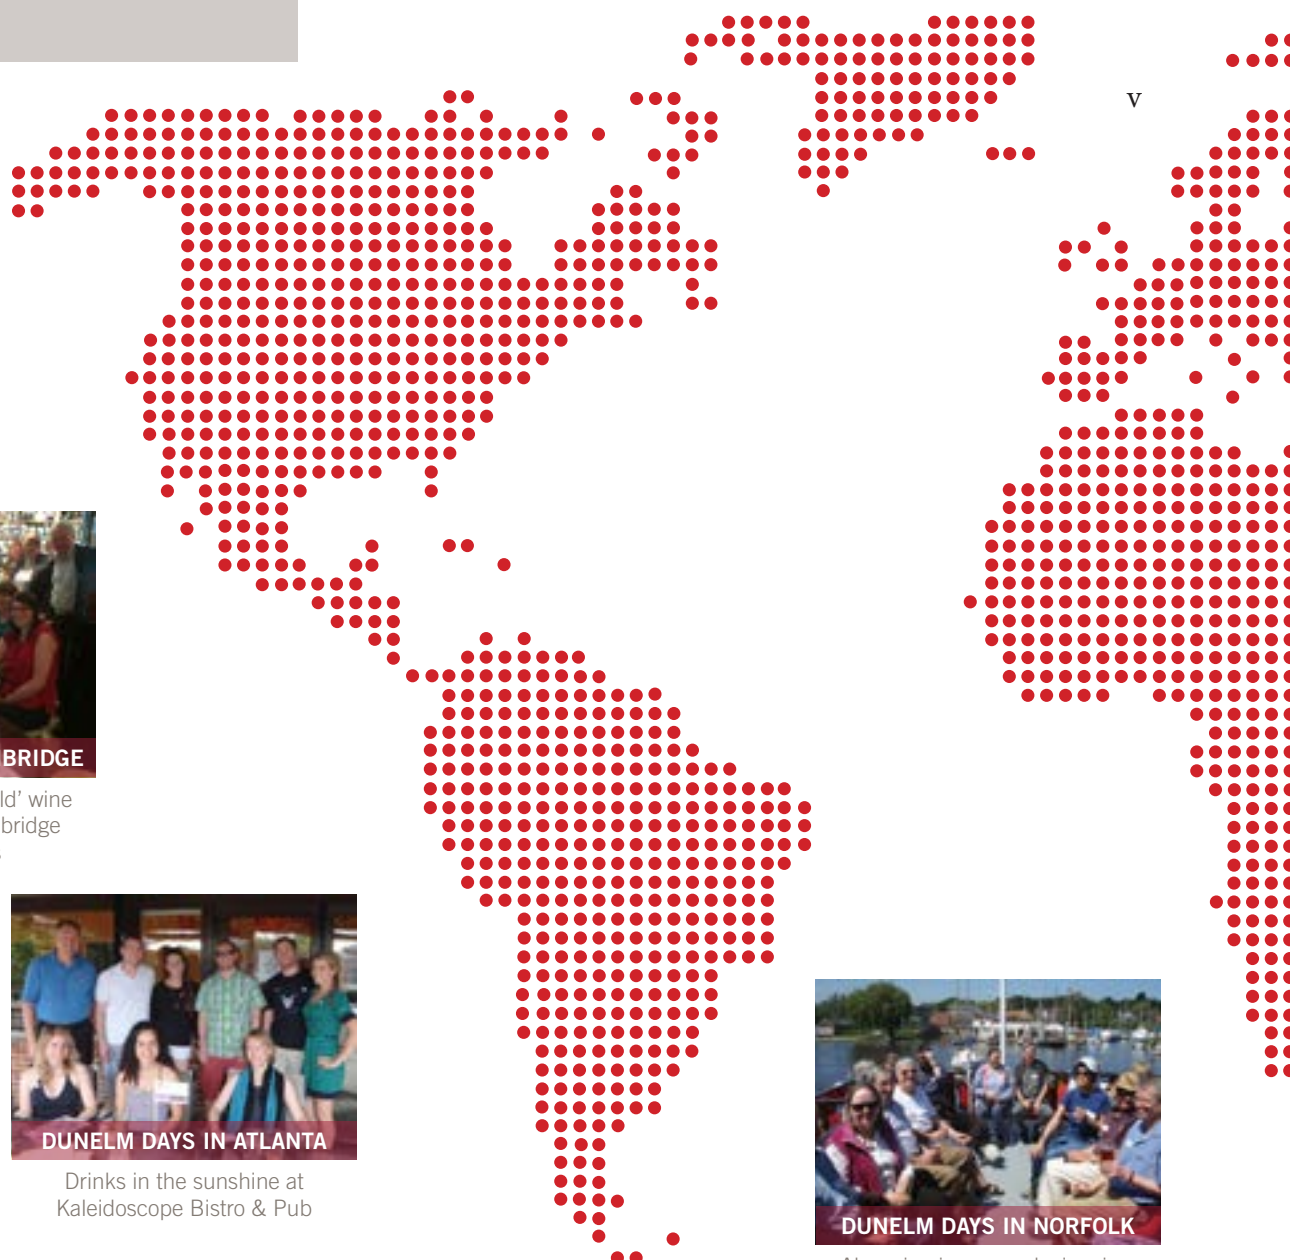 v
BRIDGE
ld’ wine
bridge
DUNELM DAYS IN ATLANTA
Drinks in the sunshine at
Kaleidoscope Bistro & Pub
DUNELM DAYS IN NORFOLK